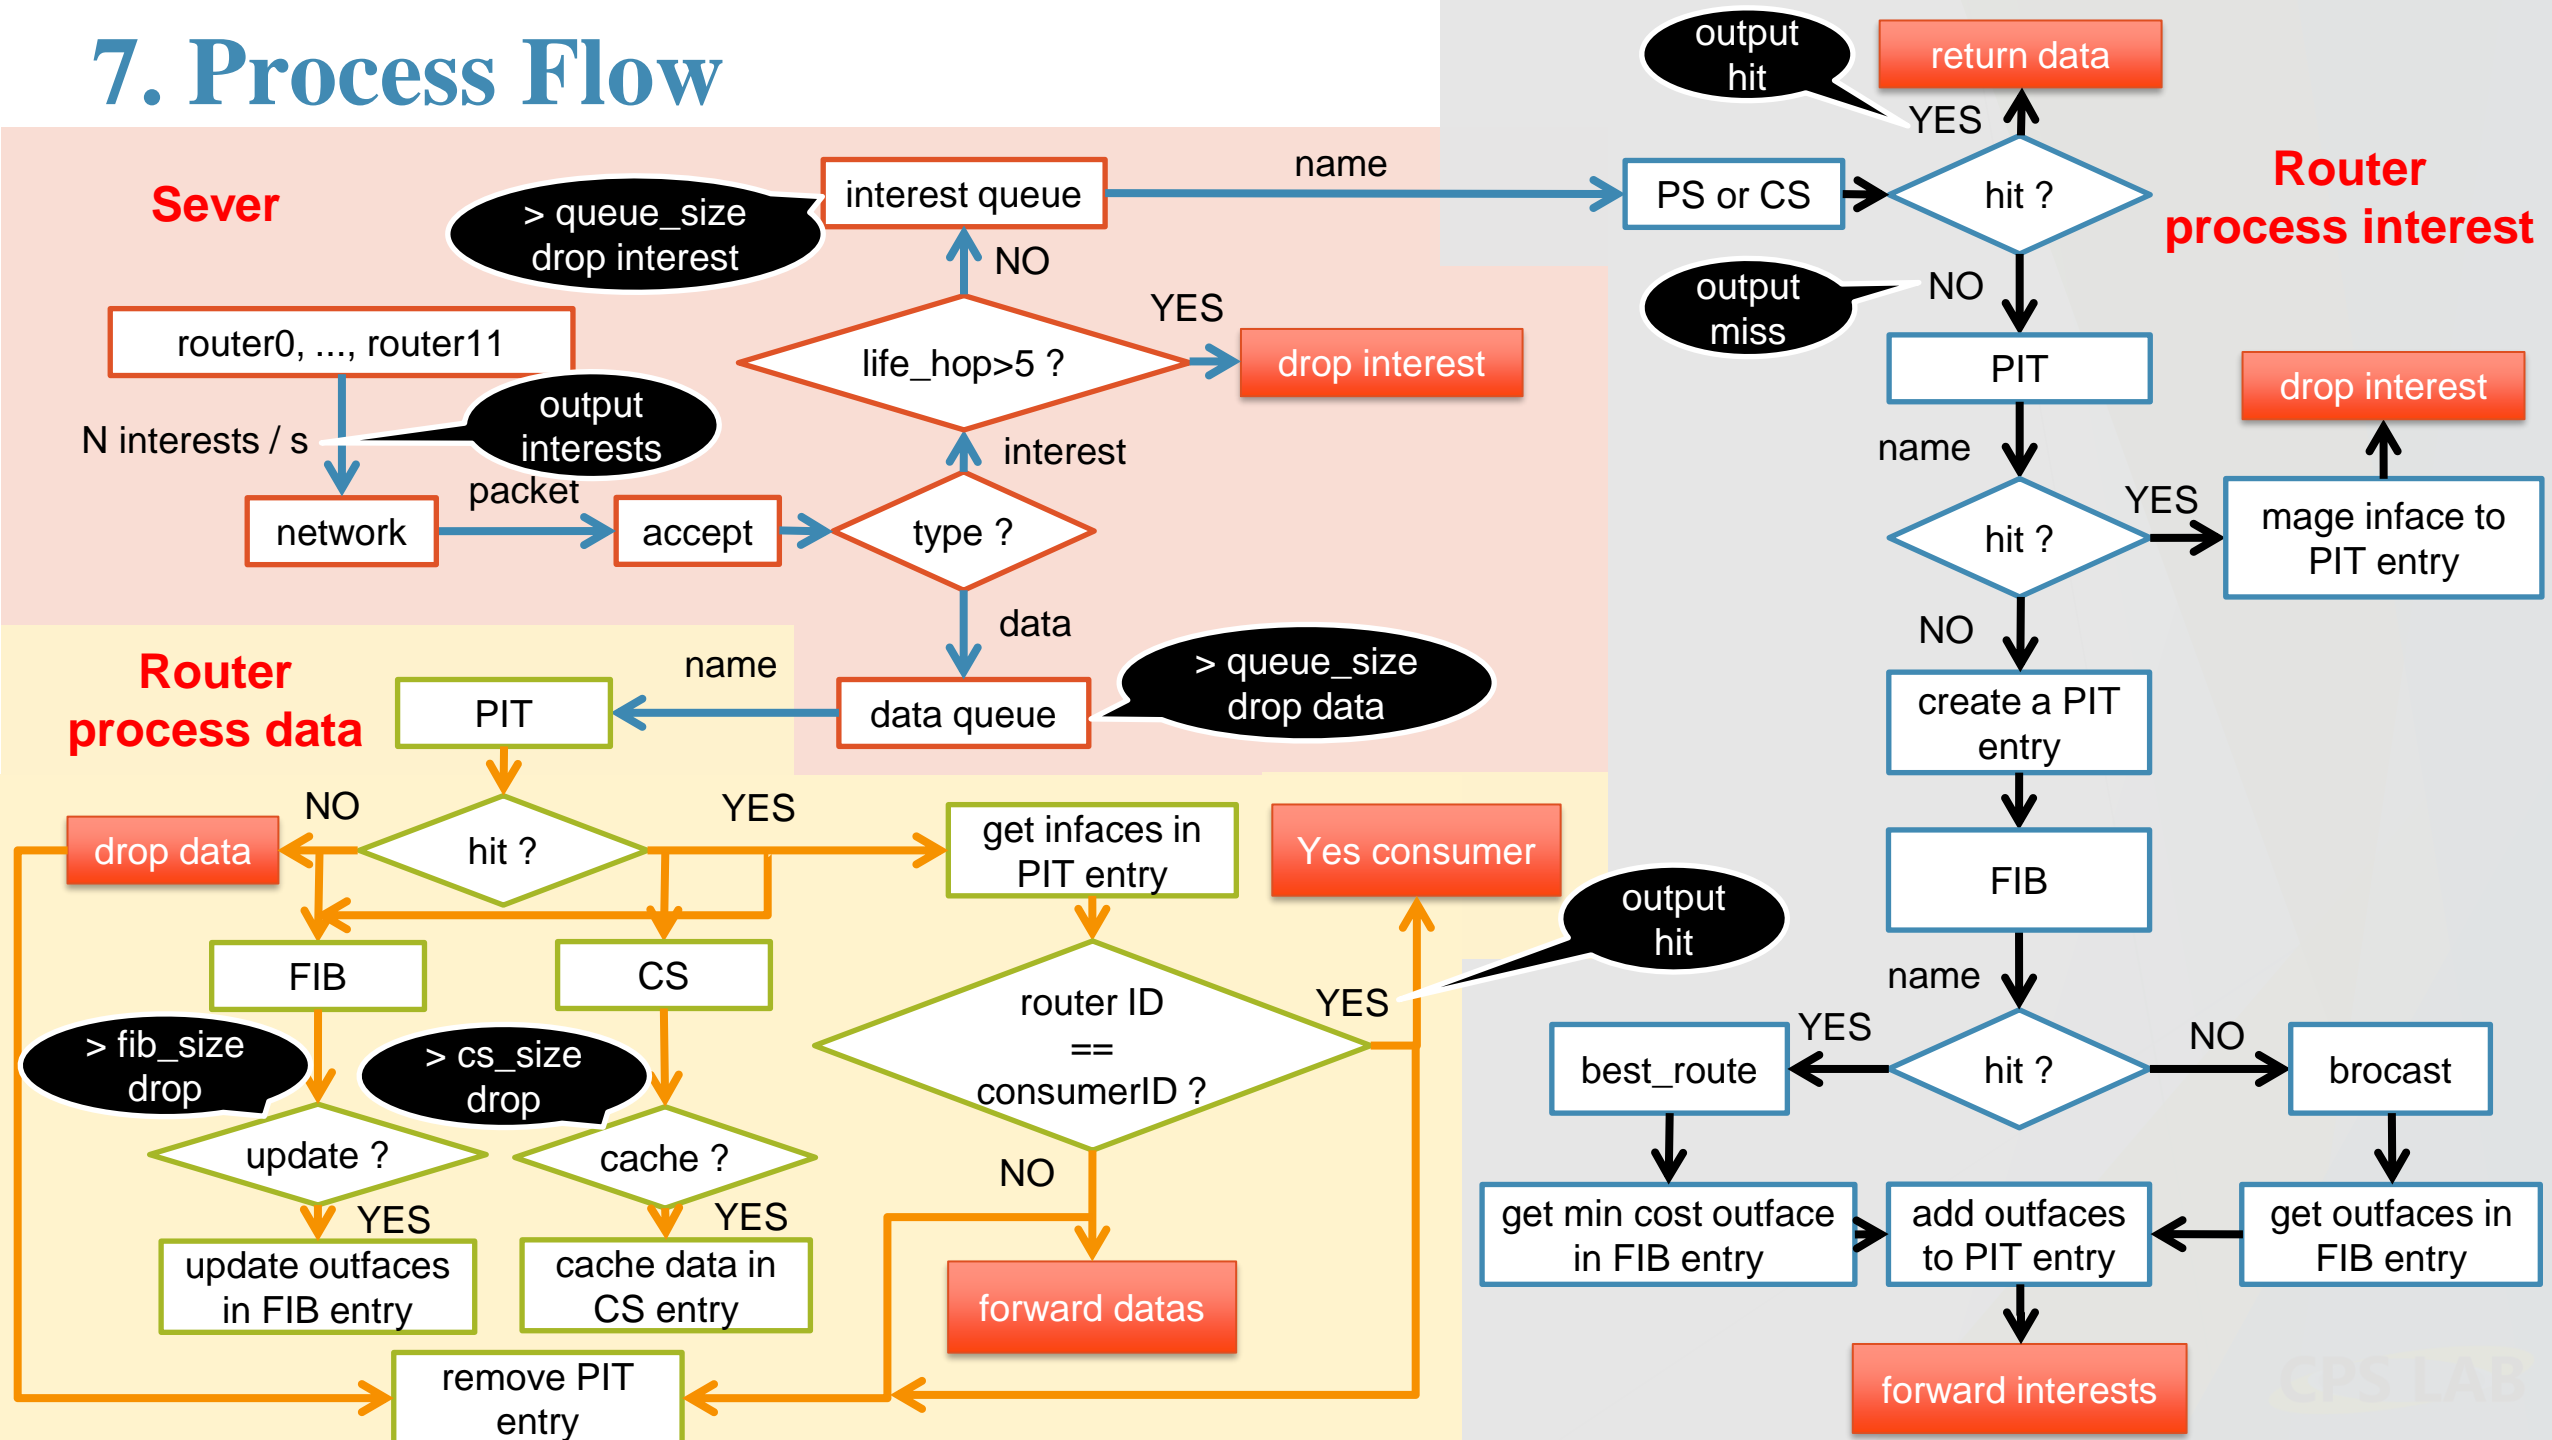 7. Process Flow
Sever
> queue_size
drop interest
interest queue
name
NO
YES
router0, ..., router11
life_hop>5 ?
drop interest
N interests / s
output
interests
interest
packet
network
accept
type ?
data
> queue_size
drop data
data queue
name
Router
process data
PIT
NO
YES
drop data
hit ?
get infaces in
PIT entry
Yes consumer
output
hit
FIB
CS
router ID
==
consumerID ?
YES
> fib_size
drop
> cs_size
drop
update ?
cache ?
NO
YES
YES
update outfaces
in FIB entry
cache data in
CS entry
forward datas
remove PIT
entry
output
hit
return data
YES
PS or CS
hit ?
Router
process interest
output
miss
NO
PIT
drop interest
name
YES
hit ?
mage inface to
PIT entry
NO
create a PIT
entry
FIB
name
YES
NO
best_route
hit ?
brocast
get min cost outface
in FIB entry
add outfaces
to PIT entry
get outfaces in
FIB entry
forward interests
CPS LAB